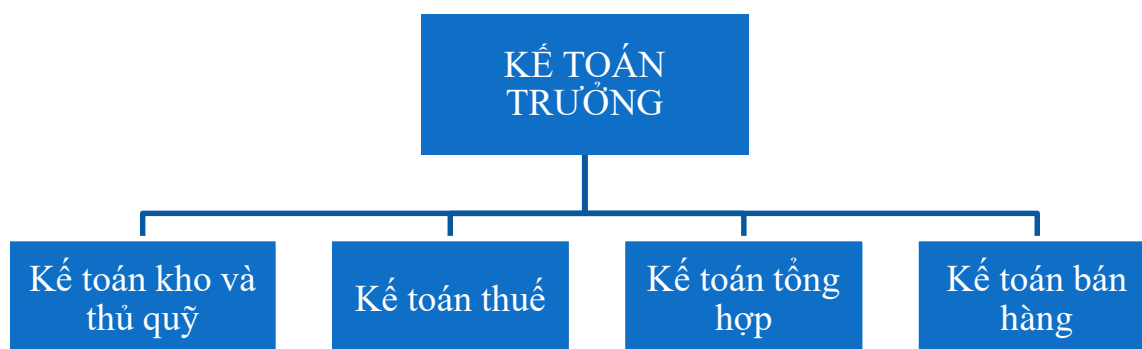 KẾ TOÁN
TRƯỞNG
Kế toán kho và
thủ quỹ
Kế toán thuế
Kế toán tổng
hợp
Kế toán bán
hàng